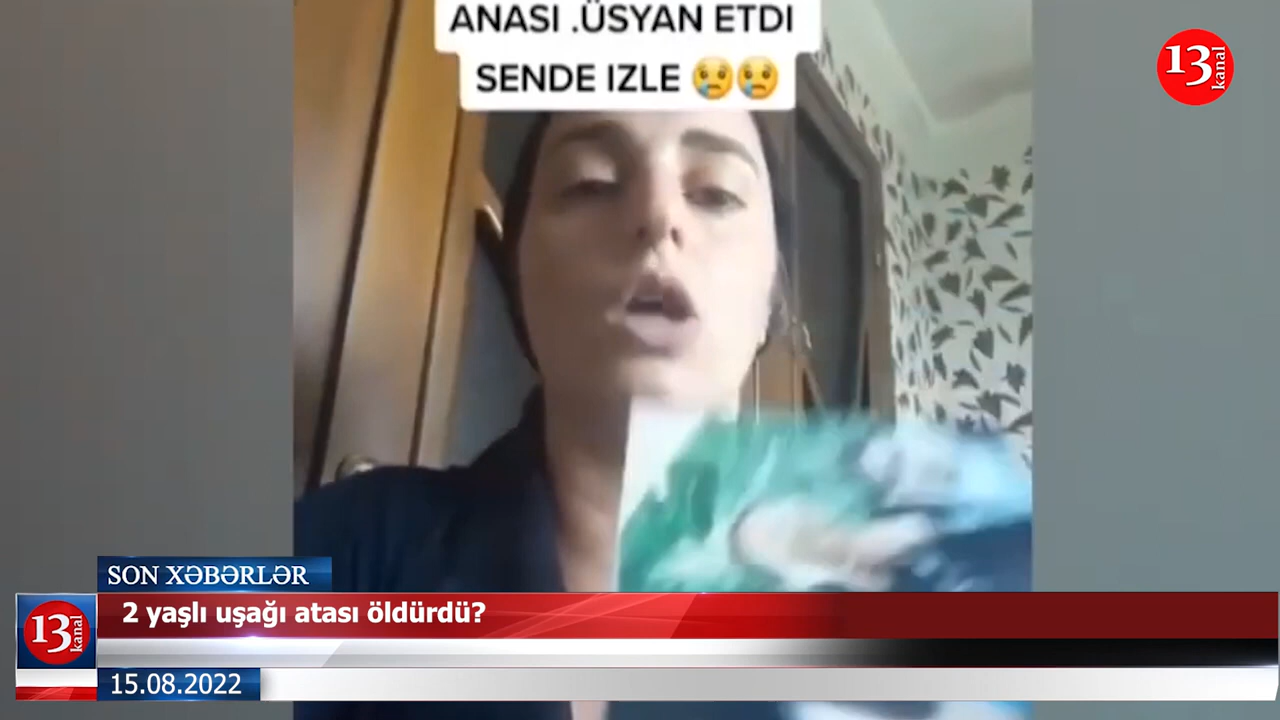 ANASI .ÜSYAN ETDI
SENDE IZLE 😢😢
13 kanal
SON XƏBƏRLƏR
2 yaşlı uşağı atası öldürdü?
13 kanal
15.08.2022